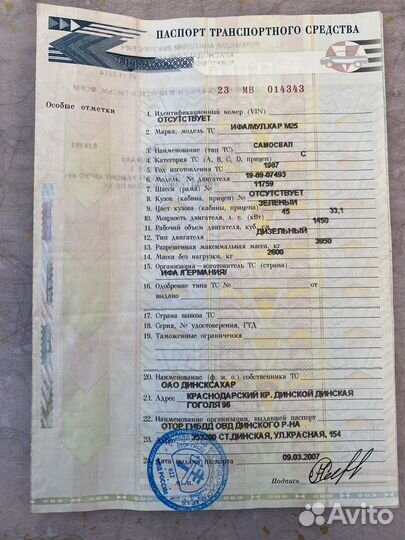 ПАСПОРТ ТРАНСПОРТНОГО СРЕДСТВА
23 МВ 014343
Особые отметки
1. Идентификационный номер (VIN)
ОТСУТСТВУЕТ
2. Марка, модель ТС ИФА/МУЛ.КАР М25
3. Наименование (тип ТС) САМОСВАЛ
4. Категория ТС (A, B, C, D, прицеп) С
5. Год изготовления ТС 1987
6. Модель, № двигателя 19-89-07493
7. Шасси (рама) № 11759
8. Кузов (кабина, прицеп) № ОТСУТСТВУЕТ
9. Цвет кузова (кабины, прицепа) ЗЕЛЕНЫЙ
10. Мощность двигателя, л. с. (кВт) 45 33,1
11. Рабочий объем двигателя, куб. 1450
12. Тип двигателя ДИЗЕЛЬНЫЙ
13. Разрешенная максимальная масса, кг 3950
14. Масса без нагрузки, кг 2600
15. Организация—изготовитель ТС (страна)
ИФА /ГЕРМАНИЯ/
16. Одобрение типа ТС № от
выдано
17. Страна вывоза ТС
18. Серия, № удостоверения, ГТД
19. Таможенные ограничения
20. Наименование (ф. и. о.) собственника ТС
ОАО ДИНСКСАХАР
21. Адрес КРАСНОДАРСКИЙ КР. ДИНСКОЙ ДИНСКАЯ
ГОГОЛЯ 96
22. Наименование организации, выдавшей паспорт
ОТОР ГИБДД ОВД ДИНСКОГО Р-НА
23. 353200 СТ.ДИНСКАЯ, УЛ.КРАСНАЯ, 154
Дата выдачи паспорта 09.03.2007
Подпись
Avito